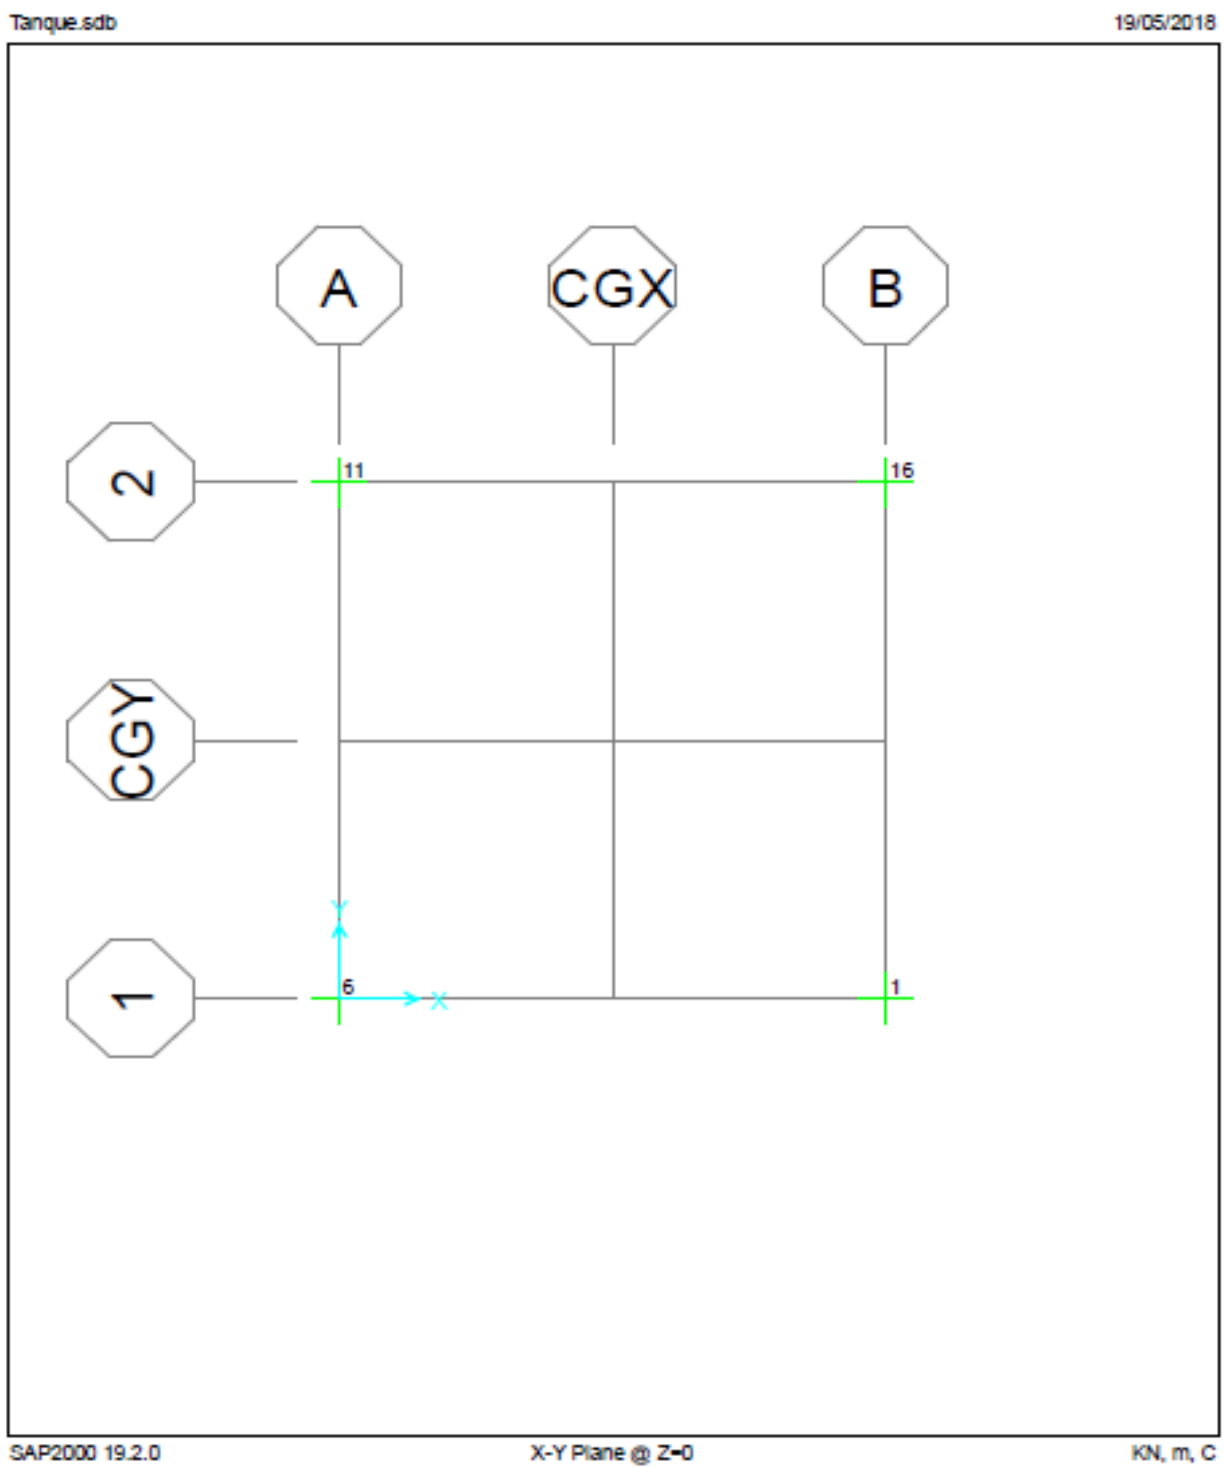 Tanque.sdb
19/05/2018
A
CGX
B
2
11
16
CGY
Y
1
6
X
1
SAP2000 19.2.0
X-Y Plane @ Z=0
KN, m, C